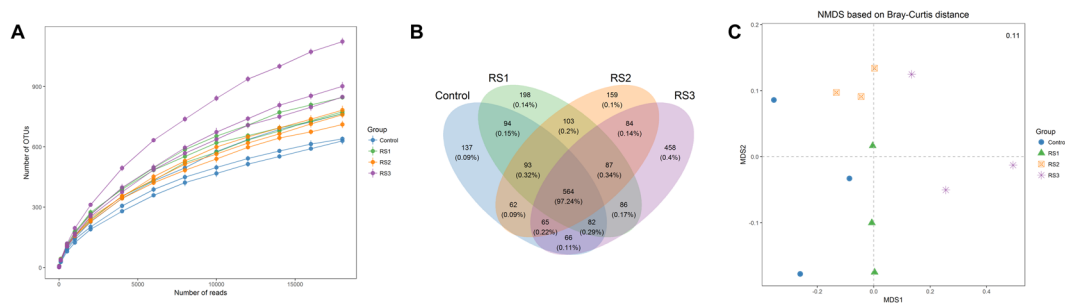 A
Number of OTUs
900
600
300
0
0
5000
10000
15000
Number of reads
Group
Control
RS1
RS2
RS3
B
Control
RS1
RS2
RS3
198
(0.14%)
159
(0.1%)
94
(0.15%)
103
(0.2%)
84
(0.14%)
137
(0.09%)
458
(0.4%)
93
(0.32%)
87
(0.34%)
564
(97.24%)
62
(0.09%)
86
(0.17%)
65
(0.22%)
82
(0.29%)
66
(0.11%)
C
NMDS based on Bray-Curtis distance
0.11
MDS2
0.2
0.1
0.0
-0.1
-0.2
0.0
0.2
0.4
MDS1
Group
Control
RS1
RS2
RS3